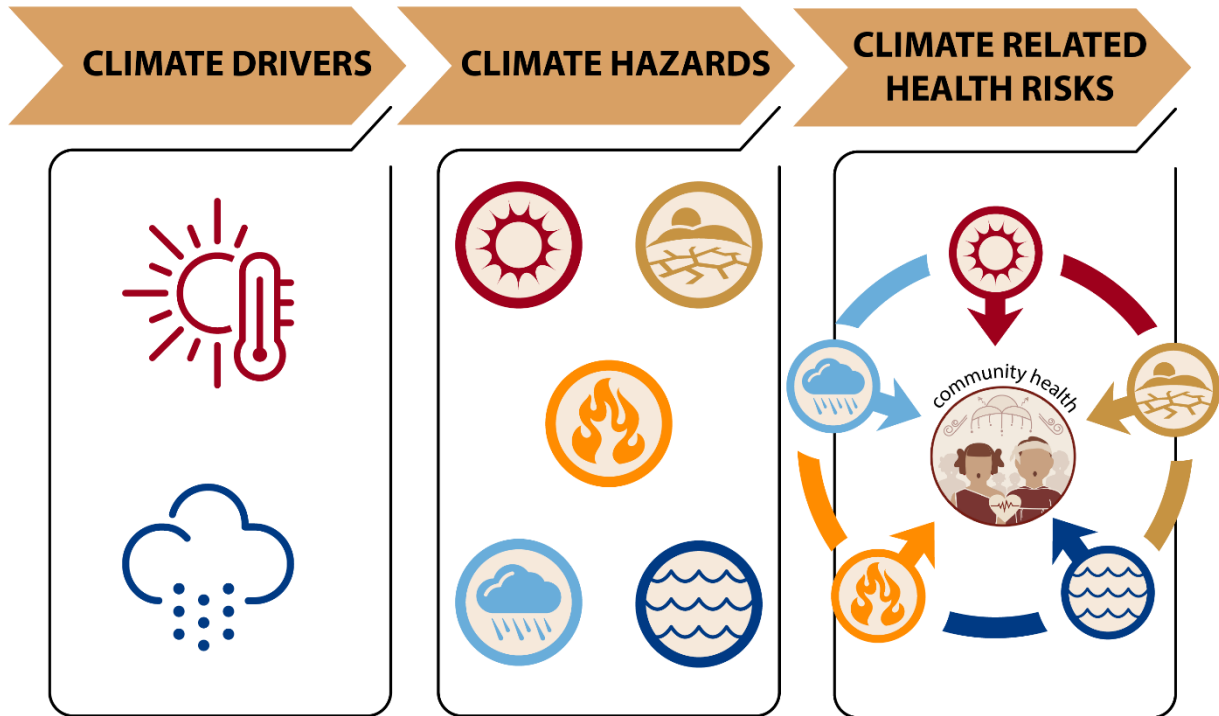 CLIMATE DRIVERS
CLIMATE HAZARDS
CLIMATE RELATED
HEALTH RISKS
community health